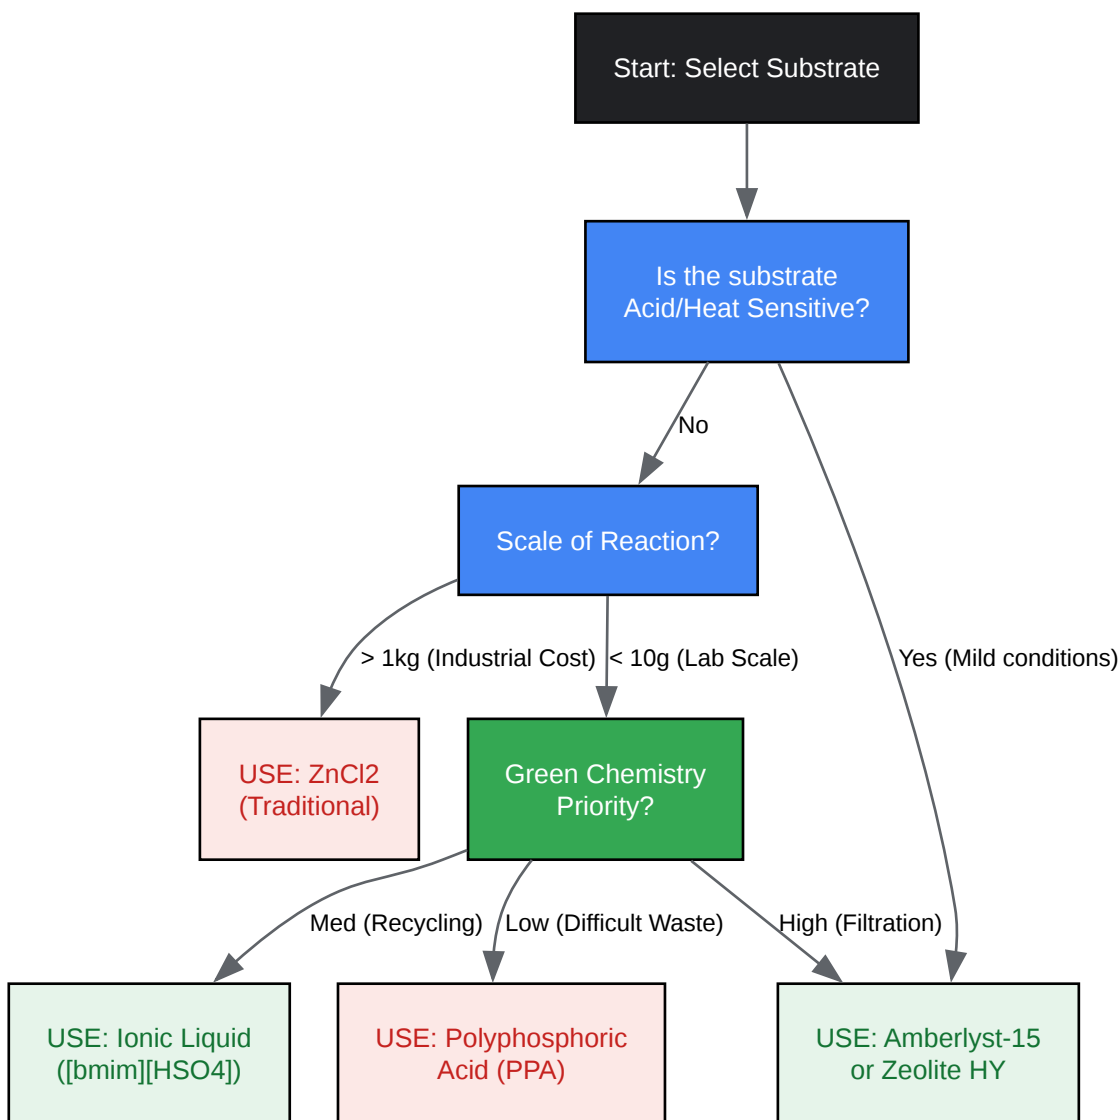 Start: Select Substrate
Is the substrate
Acid/Heat Sensitive?
No
Scale of Reaction?
> 1kg (Industrial Cost)
< 10g (Lab Scale)
Yes (Mild conditions)
USE: ZnCl2
(Traditional)
Green Chemistry
Priority?
Med (Recycling)
Low (Difficult Waste)
High (Filtration)
USE: Ionic Liquid
([bmim][HSO4])
USE: Polyphosphoric
Acid (PPA)
USE: Amberlyst-15
or Zeolite HY